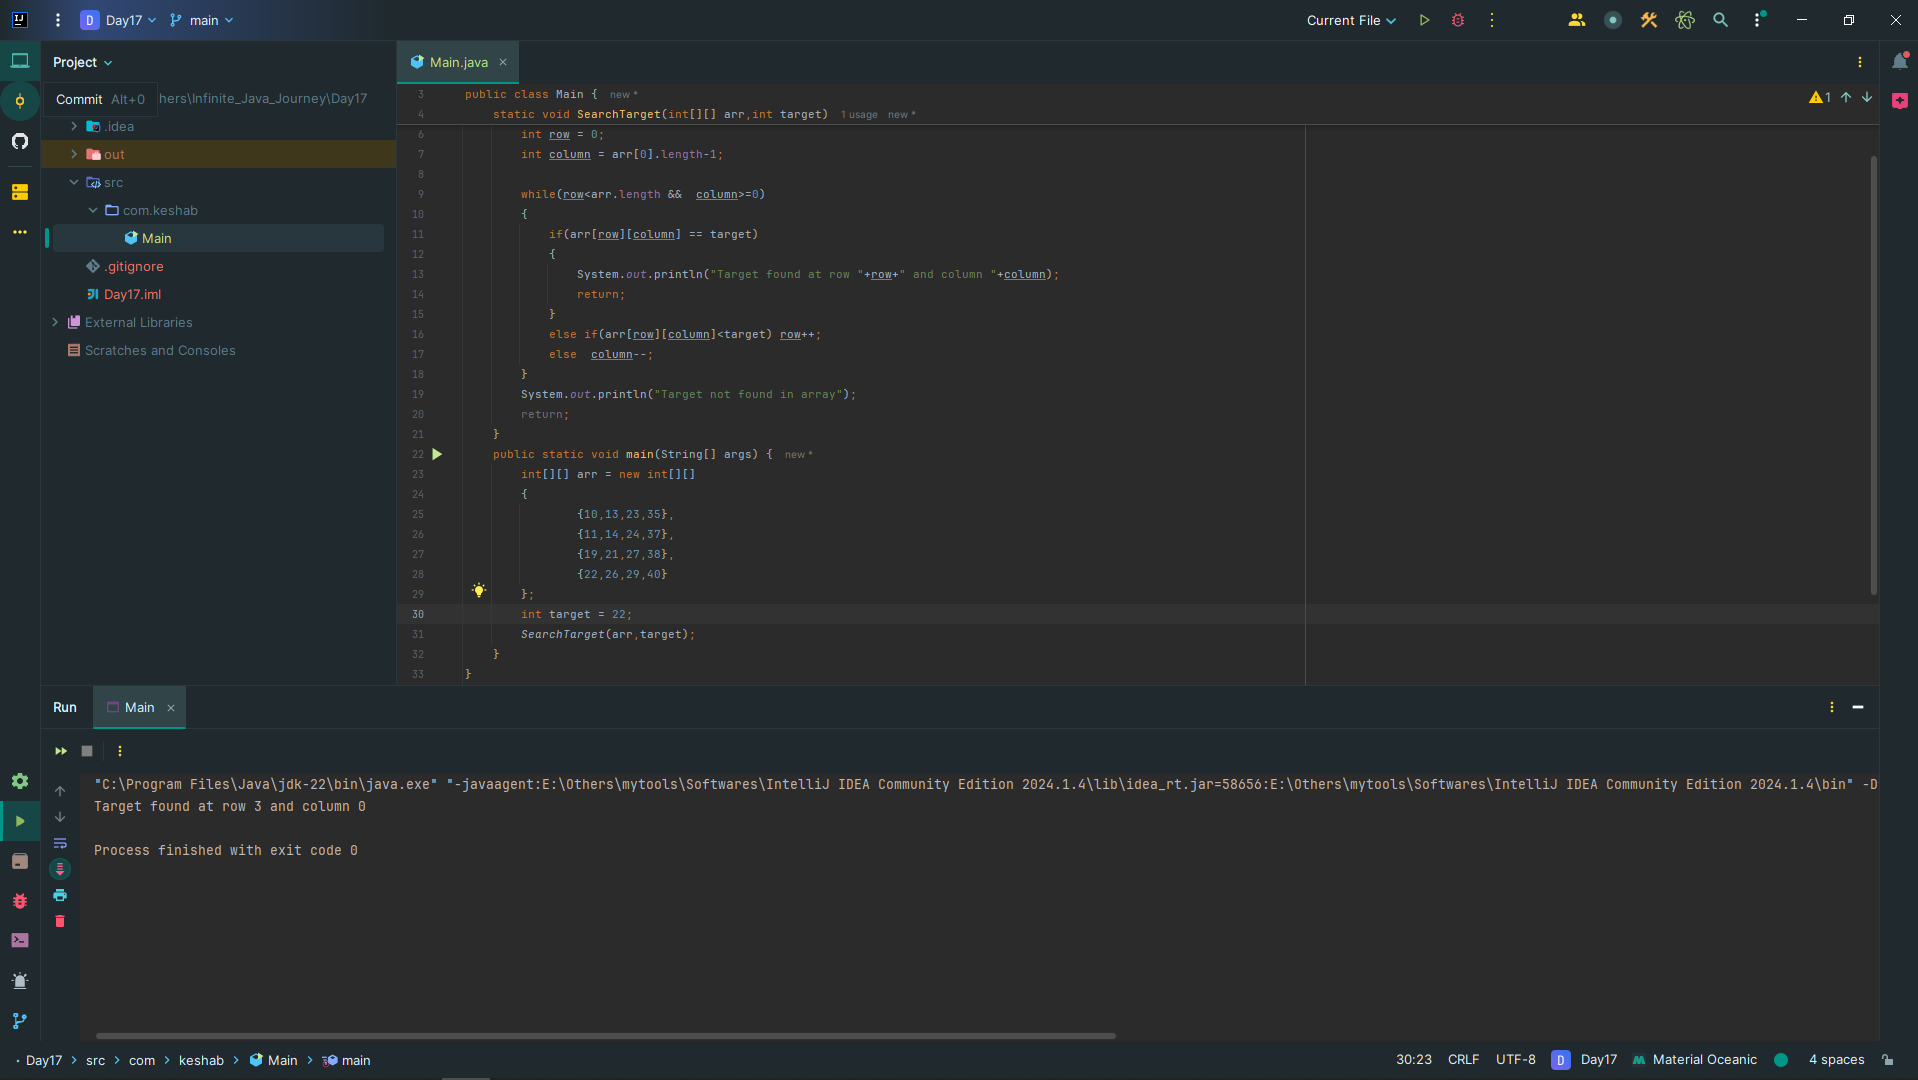 Day17 main Current File
Project
Commit Alt+0 hers\Infinite_Java_Journey\Day17
.idea
out
src
com.keshab
Main
.gitignore
Day17.iml
External Libraries
Scratches and Consoles
Main.java
1
3 public class Main { new *
4 static void SearchTarget(int[][] arr,int target) 1 usage new *
6 int row = 0;
7 int column = arr[0].length-1;
8
9 while(row<arr.length &&  column>=0)
10 {
11 if(arr[row][column] == target)
12 {
13 System.out.println("Target found at row "+row+" and column "+column);
14 return;
15 }
16 else if(arr[row][column]<target) row++;
17 else  column--;
18 }
19 System.out.println("Target not found in array");
20 return;
21 }
22 public static void main(String[] args) { new *
23 int[][] arr = new int[][]
24 {
25 {10,13,23,35},
26 {11,14,24,37},
27 {19,21,27,38},
28 {22,26,29,40}
29 };
30 int target = 22;
31 SearchTarget(arr,target);
32 }
33 }
Run Main
"C:\Program Files\Java\jdk-22\bin\java.exe" "-javaagent:E:\Others\mytools\Softwares\IntelliJ IDEA Community Edition 2024.1.4\lib\idea_rt.jar=58656:E:\Others\mytools\Softwares\IntelliJ IDEA Community Edition 2024.1.4\bin" -D
Target found at row 3 and column 0
Process finished with exit code 0
Day17 > src > com > keshab > Main > main 30:23 CRLF UTF-8 D Day17 Material Oceanic 4 spaces